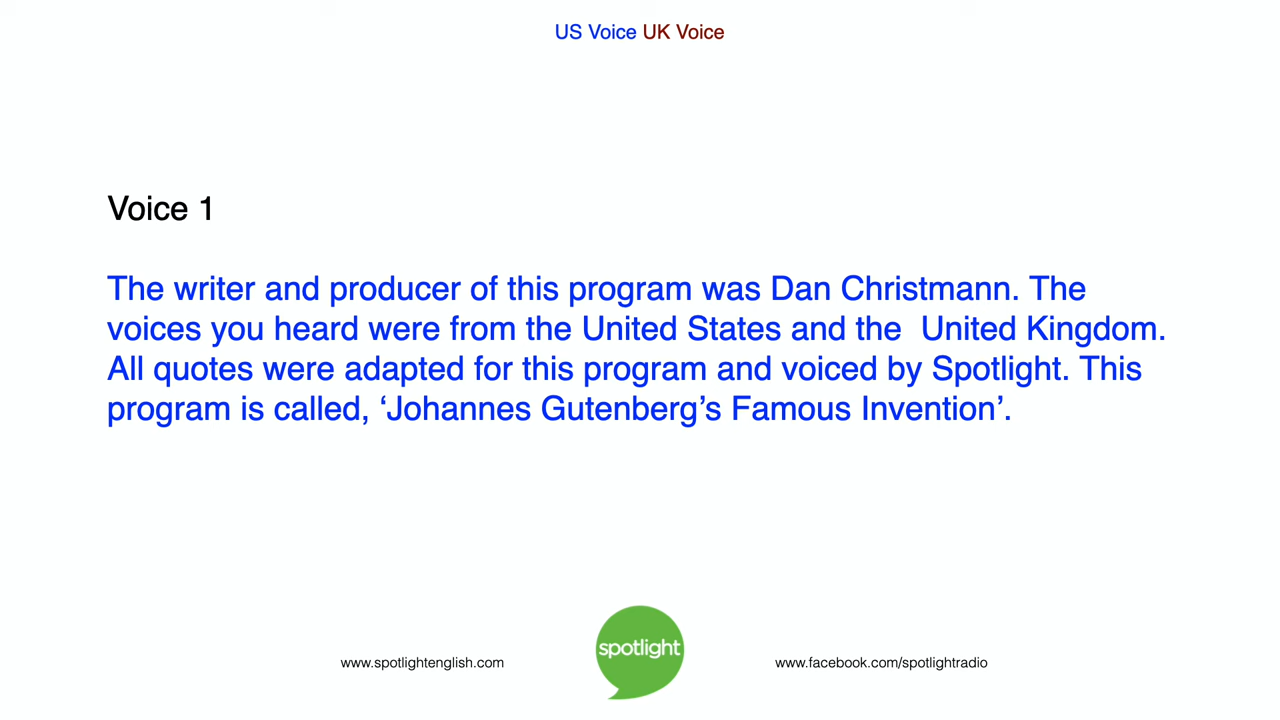 US Voice UK Voice
Voice 1
The writer and producer of this program was Dan Christmann. The
voices you heard were from the United States and the  United Kingdom.
All quotes were adapted for this program and voiced by Spotlight. This
program is called, ‘Johannes Gutenberg’s Famous Invention’.
spotlight
www.spotlightenglish.com
www.facebook.com/spotlightradio